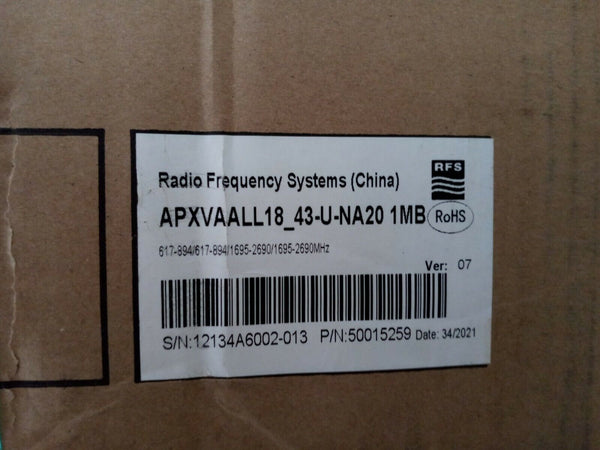 RFS
Radio Frequency Systems (China)
APXVAALL18_43-U-NA20 1MB RoHS
617-894/617-894/1695-2690/1695-2690MHz
Ver: 07
S/N:12134A6002-013 P/N:50015259 Date: 34/2021